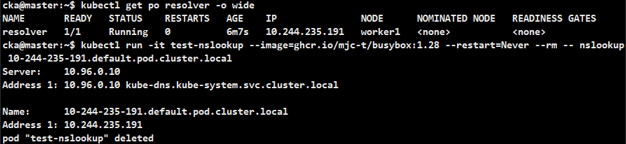 cka@master:~$ kubectl get po resolver -o wide
NAME       READY   STATUS    RESTARTS   AGE    IP               NODE      NOMINATED NODE   READINESS GATES
resolver   1/1     Running   0          6m7s   10.244.235.191   worker1   <none>           <none>
cka@master:~$ kubectl run -it test-nslookup --image=ghcr.io/mjc-t/busybox:1.28 --restart=Never --rm -- nslookup
 10-244-235-191.default.pod.cluster.local
Server:    10.96.0.10
Address 1: 10.96.0.10 kube-dns.kube-system.svc.cluster.local

Name:      10-244-235-191.default.pod.cluster.local
Address 1: 10.244.235.191
pod "test-nslookup" deleted